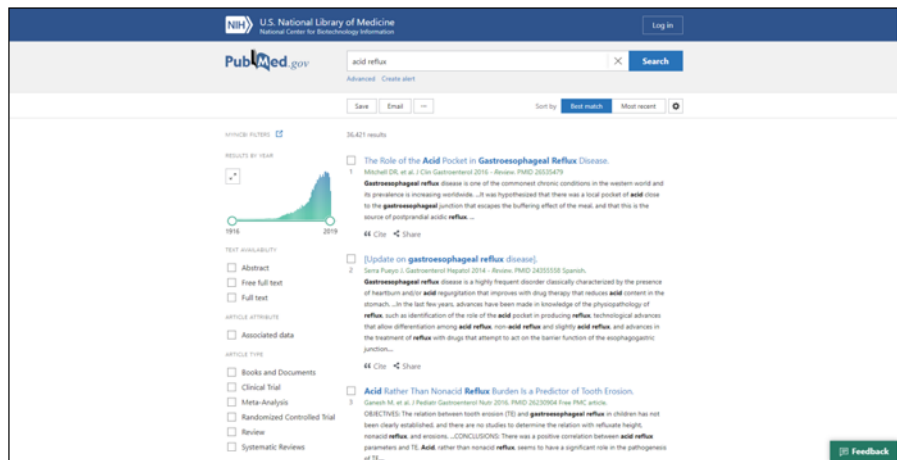 NIH
U.S. National Library of Medicine
National Center for Biotechnology Information
Log in
PubMed.gov
acid reflux
Search
Advanced Create alert
Save Email ...
Sort by Best match Most recent
MYNCBI FILTERS
36,421 results
RESULTS BY YEAR
1916 2019
TEXT AVAILABILITY
Abstract
Free full text
Full text
ARTICLE ATTRIBUTE
Associated data
ARTICLE TYPE
Books and Documents
Clinical Trial
Meta-Analysis
Randomized Controlled Trial
Review
Systematic Reviews
The Role of the Acid Pocket in Gastroesophageal Reflux Disease.
1 Mitchell DR, et al. J Clin Gastroenterol 2016 - Review. PMID 26535479
Gastroesophageal reflux disease is one of the commonest chronic conditions in the western world and
its prevalence is increasing worldwide. ...It was hypothesized that there was a local pocket of acid close
to the gastroesophageal junction that escapes the buffering effect of the meal, and that this is the
source of postprandial acidic reflux. ...
Cite Share
[Update on gastroesophageal reflux disease].
2 Serra Pueyo J. Gastroenterol Hepatol 2014 - Review. PMID 24355558 Spanish.
Gastroesophageal reflux disease is a highly frequent disorder classically characterized by the presence
of heartburn and/or acid regurgitation that improves with drug therapy that reduces acid content in the
stomach. ...In the last few years, advances have been made in knowledge of the physiopathology of
reflux, such as identification of the role of the acid pocket in producing reflux, technological advances
that allow differentiation among acid reflux, non-acid reflux and slightly acid reflux, and advances in
the treatment of reflux with drugs that attempt to act on the barrier function of the esophagogastric
junction....
Cite Share
Acid Rather Than Nonacid Reflux Burden Is a Predictor of Tooth Erosion.
3 Ganesh M, et al. J Pediatr Gastroenterol Nutr 2016. PMID 26230904 Free PMC article.
OBJECTIVES: The relation between tooth erosion (TE) and gastroesophageal reflux in children has not
been clearly established, and there are no studies to determine the relation with refluxate height,
nonacid reflux, and erosions. ...CONCLUSIONS: There was a positive correlation between acid reflux
parameters and TE. Acid, rather than nonacid reflux, seems to have a significant role in the pathogenesis
of TE....
Feedback